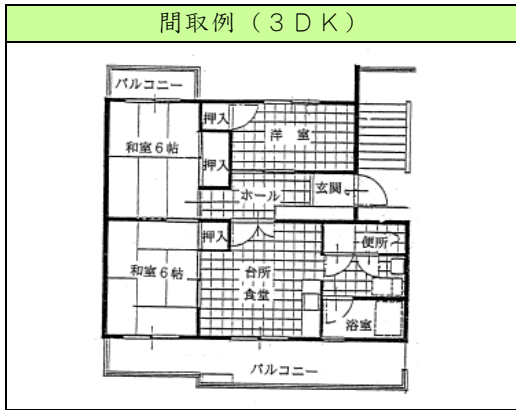 間取例（３ＤＫ）
バルコニー
押入
洋室
和室６帖
押入
ホール
玄関
押入
便所
和室６帖
台所
食堂
浴室
バルコニー